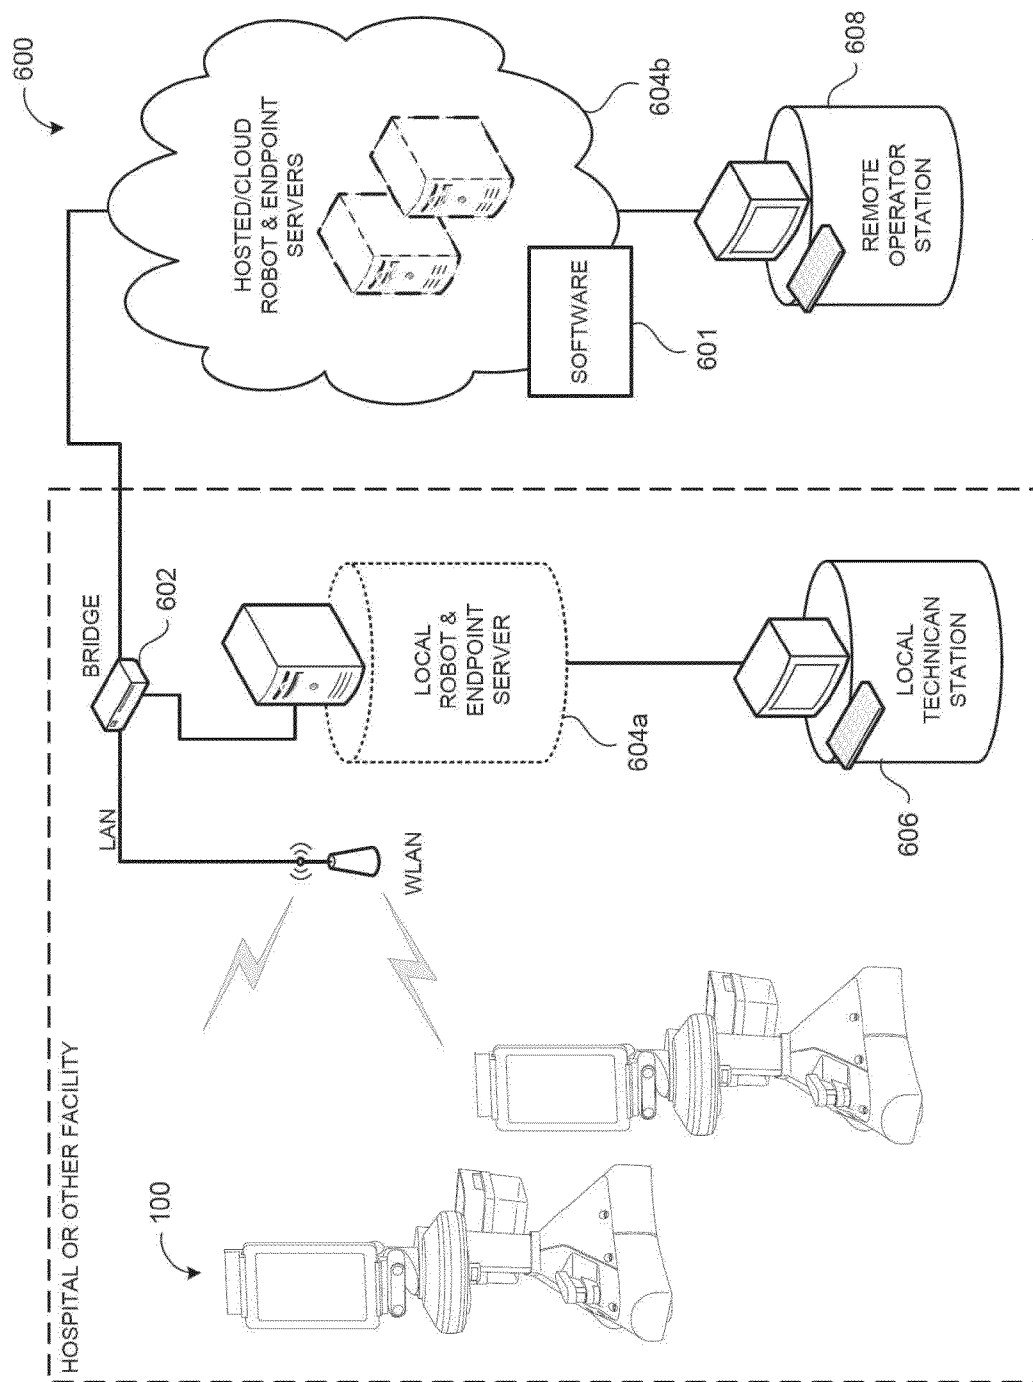 600
HOSPITAL OR OTHER FACILITY
100
LAN
BRIDGE
602
WLAN
LOCAL
ROBOT &
ENDPOINT
SERVER
604a
LOCAL
TECHNICAN
STATION
606
HOSTED/CLOUD
ROBOT & ENDPOINT
SERVERS
604b
SOFTWARE
601
REMOTE
OPERATOR
STATION
608